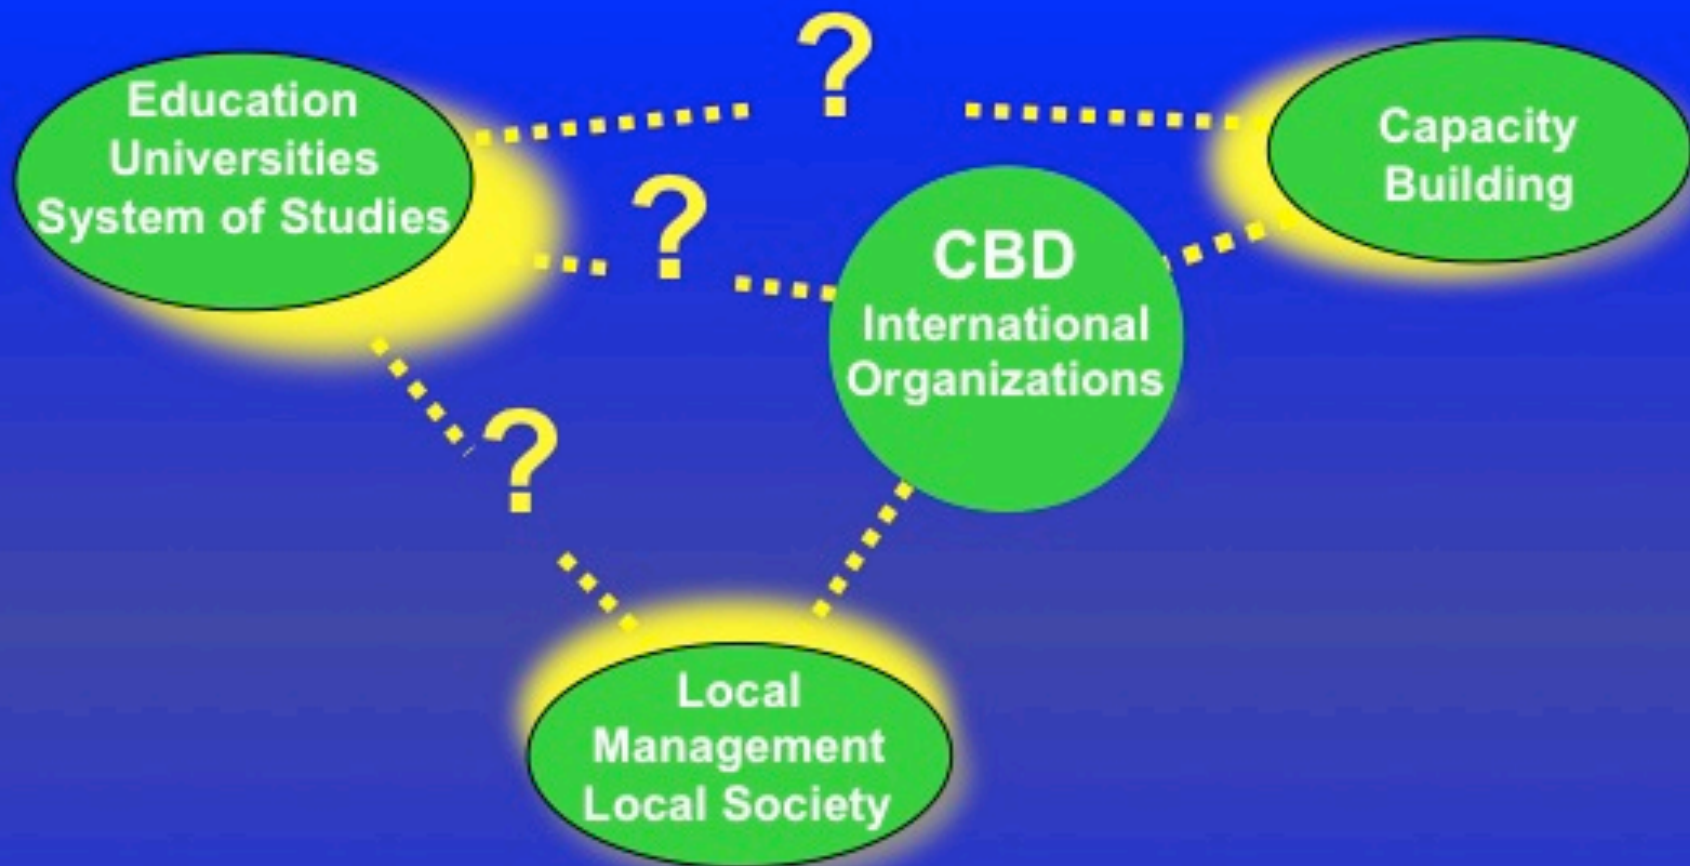 ?
Education
Universities
System of Studies
Capacity
Building
?
CBD
International
Organizations
?
Local
Management
Local Society